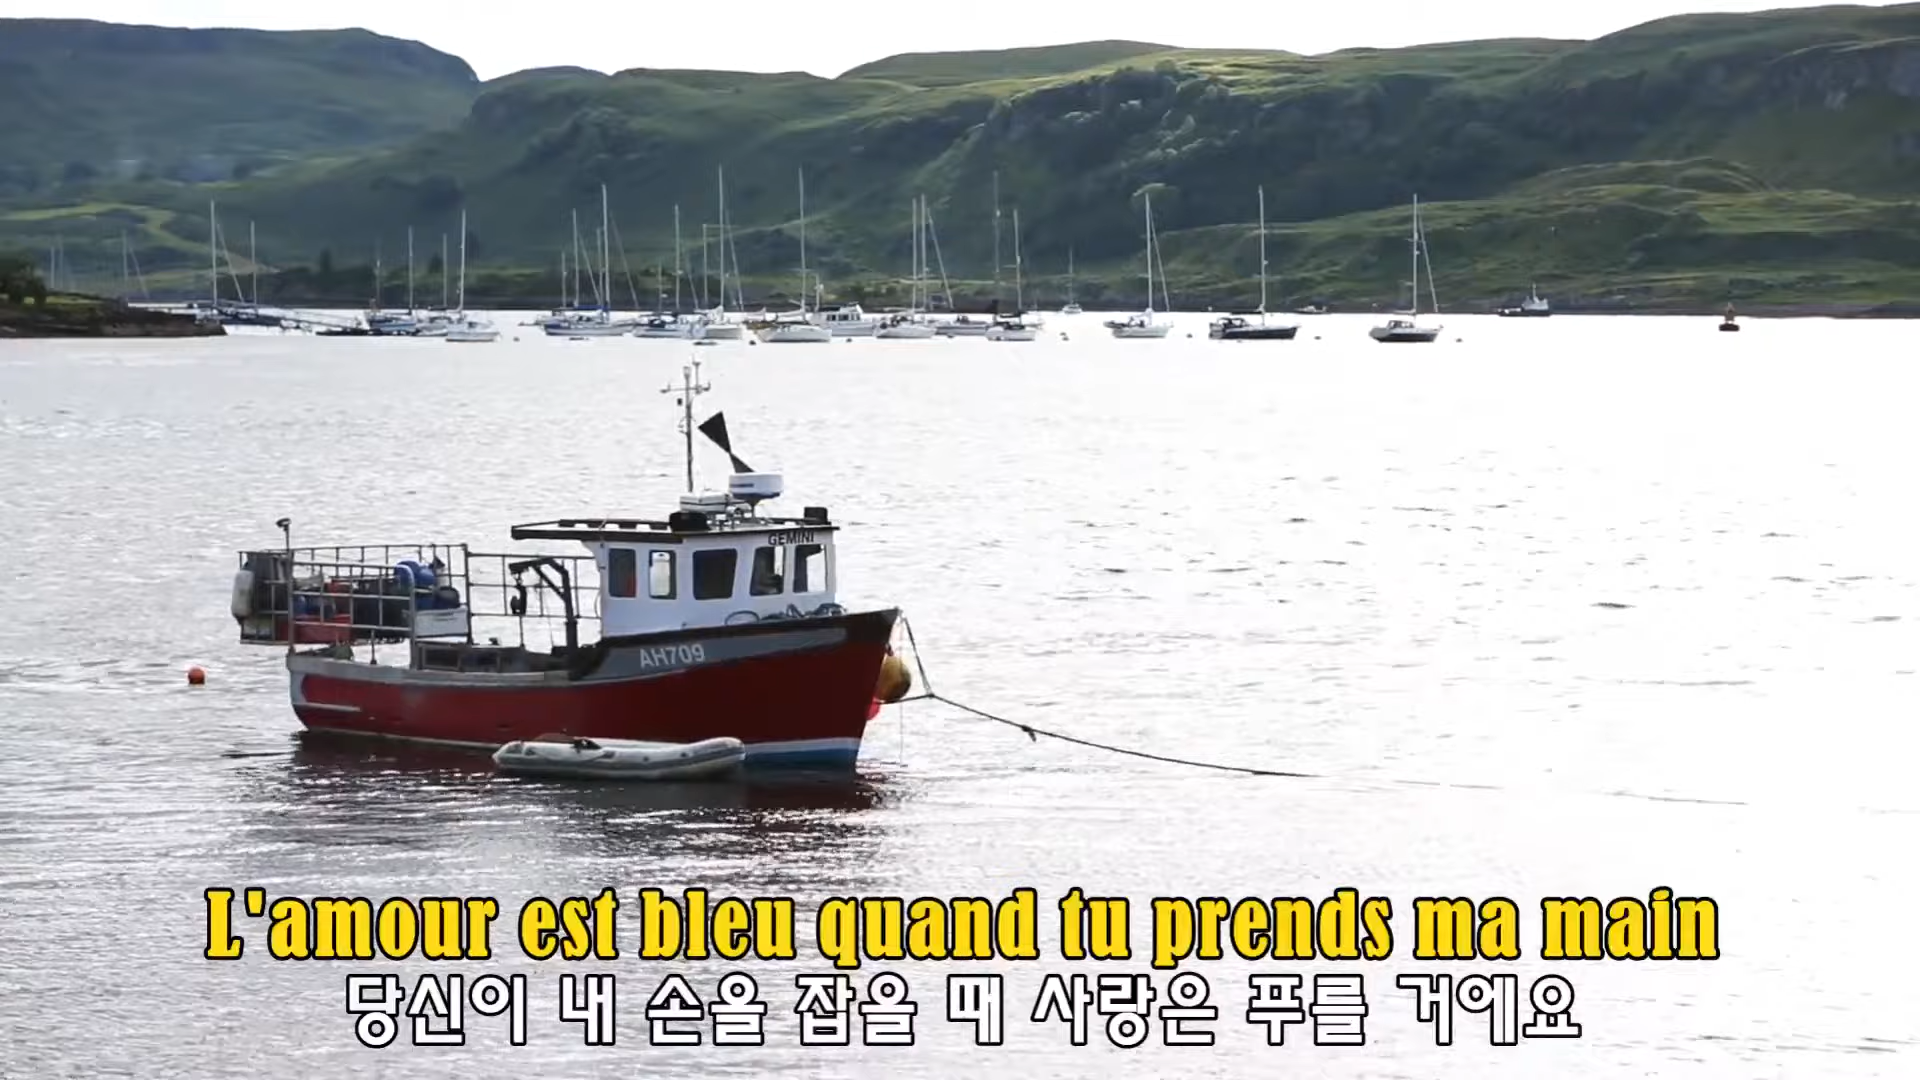 GEMINI
AH709
L'amour est bleu quand tu prends ma main
당신이 내 손을 잡을 때 사랑은 푸를 거에요